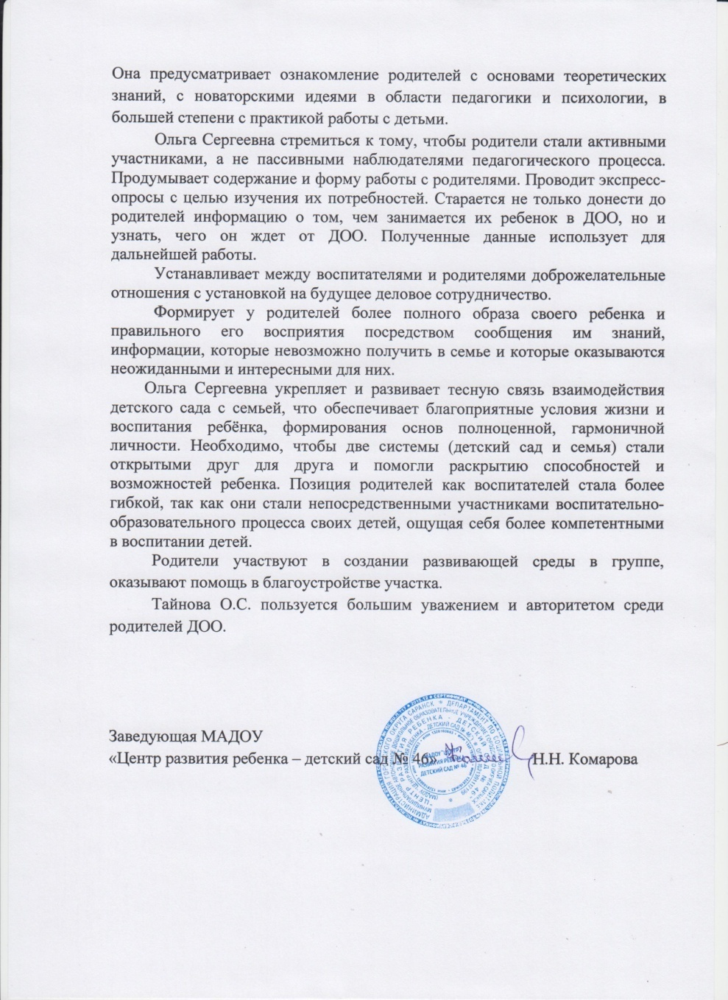 Она предусматривает ознакомление родителей с основами теоретических
знаний, с новаторскими идеями в области педагогики и психологии, в
большей степени с практикой работы с детьми.
Ольга Сергеевна стремиться к тому, чтобы родители стали активными
участниками, а не пассивными наблюдателями педагогического процесса.
Продумывает содержание и форму работы с родителями. Проводит экспресс-
опросы с целью изучения их потребностей. Старается не только донести до
родителей информацию о том, чем занимается их ребенок в ДОО, но и
узнать, чего он ждет от ДОО. Полученные данные использует для
дальнейшей работы.
Устанавливает между воспитателями и родителями доброжелательные
отношения с установкой на будущее деловое сотрудничество.
Формирует у родителей более полного образа своего ребенка и
правильного его восприятия посредством сообщения им знаний,
информации, которые невозможно получить в семье и которые оказываются
неожиданными и интересными для них.
Ольга Сергеевна укрепляет и развивает тесную связь взаимодействия
детского сада с семьей, что обеспечивает благоприятные условия жизни и
воспитания ребёнка, формирования основ полноценной, гармоничной
личности. Необходимо, чтобы две системы (детский сад и семья) стали
открытыми друг для друга и помогли раскрытию способностей и
возможностей ребенка. Позиция родителей как воспитателей стала более
гибкой, так как они стали непосредственными участниками воспитательно-
образовательного процесса своих детей, ощущая себя более компетентными
в воспитании детей.
Родители участвуют в создании развивающей среды в группе,
оказывают помощь в благоустройстве участка.
Тайнова О.С. пользуется большим уважением и авторитетом среди
родителей ДОО.
Заведующая МАДОУ
«Центр развития ребенка – детский сад № 46» Н.Н. Комарова
МАДОУ "ЦЕНТР
РАЗВИТИЯ РЕБЕНКА
ДЕТСКИЙ САД № 46"